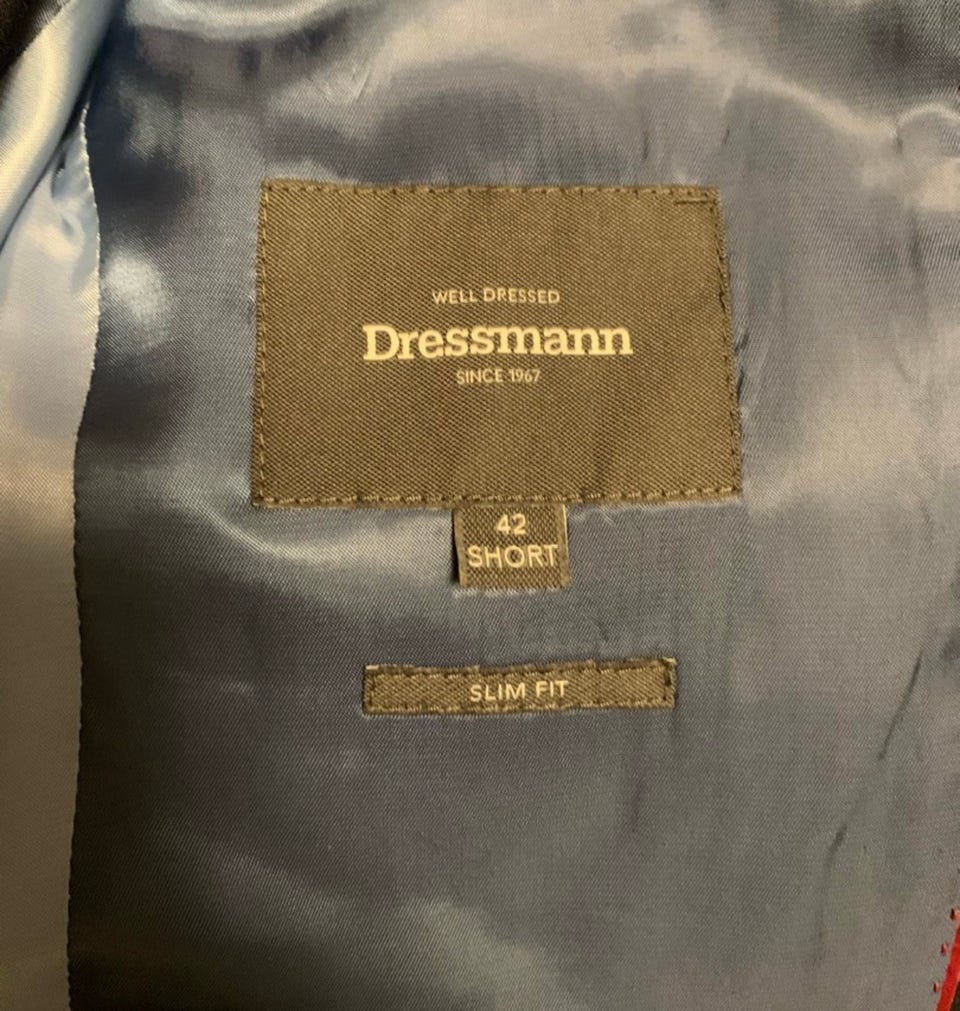 WELL DRESSED
Dressmann
SINCE 1967
42
SHORT
SLIM FIT